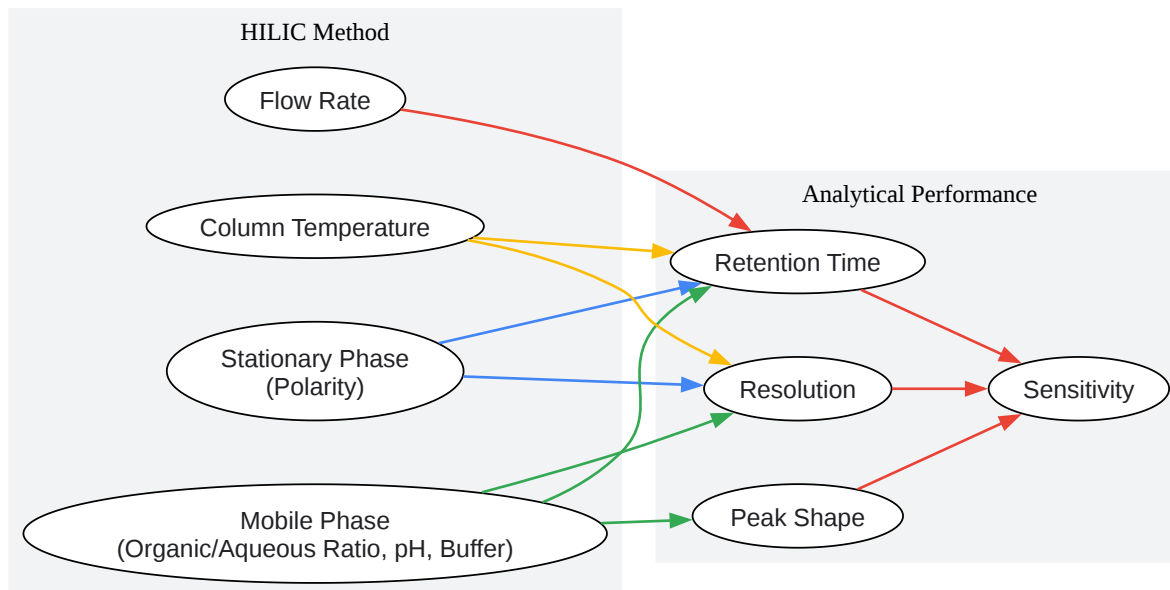 HILIC Method
Flow Rate
Column Temperature
Stationary Phase
(Polarity)
Mobile Phase
(Organic/Aqueous Ratio, pH, Buffer)
Analytical Performance
Retention Time
Resolution
Peak Shape
Sensitivity